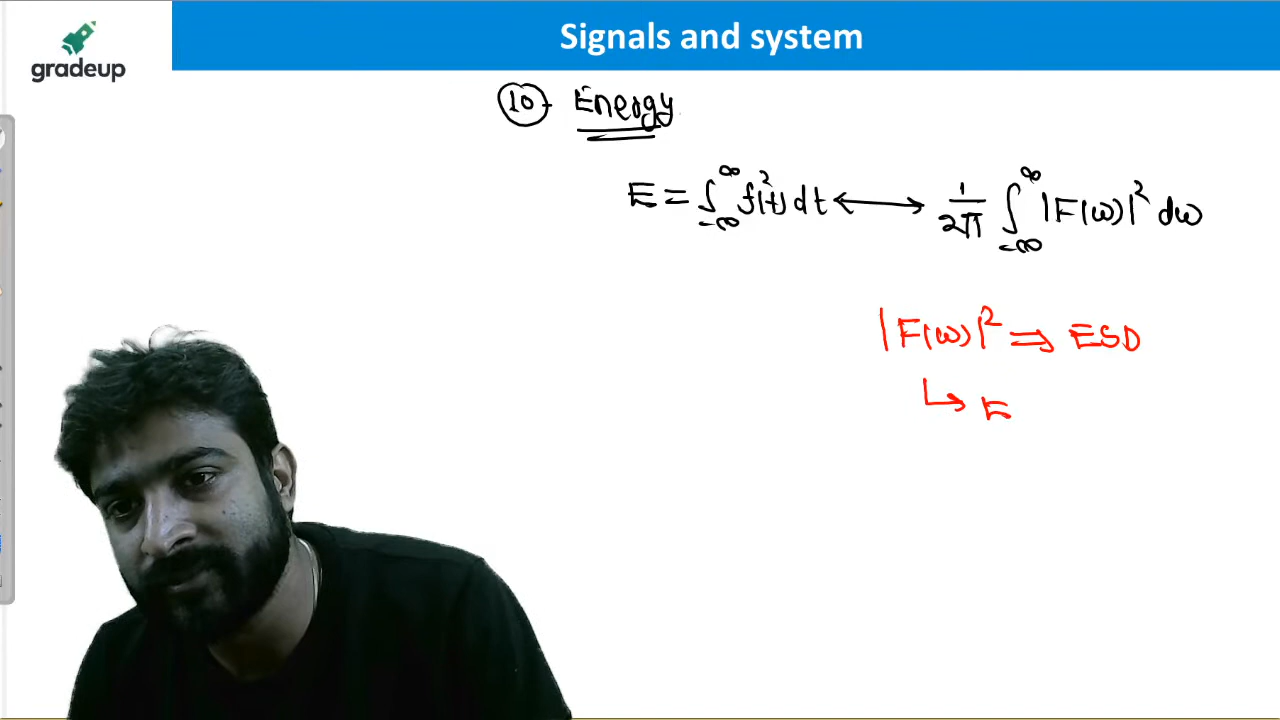 Signals and system
gradeup
10- Energy
E = ∫_{-∞}^{∞} f²(t) dt ⟷ 1/2π ∫_{-∞}^{∞} |F(ω)|² dω
|F(ω)|² ⇒ ESD
↳ E